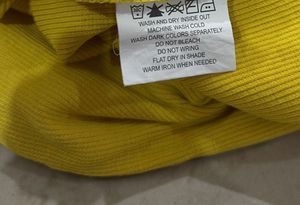 WASH AND DRY INSIDE OUT
MACHINE WASH COLD
WASH DARK COLORS SEPARATELY
DO NOT BLEACH
DO NOT WRING
FLAT DRY IN SHADE
WARM IRON WHEN NEEDED